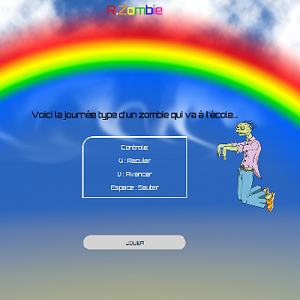 R.Zombie
Voici la journée type d'un zombie qui va à l'école...
Controle:
Q : Reculer
D : Avancer
Espace : Sauter
JOUER